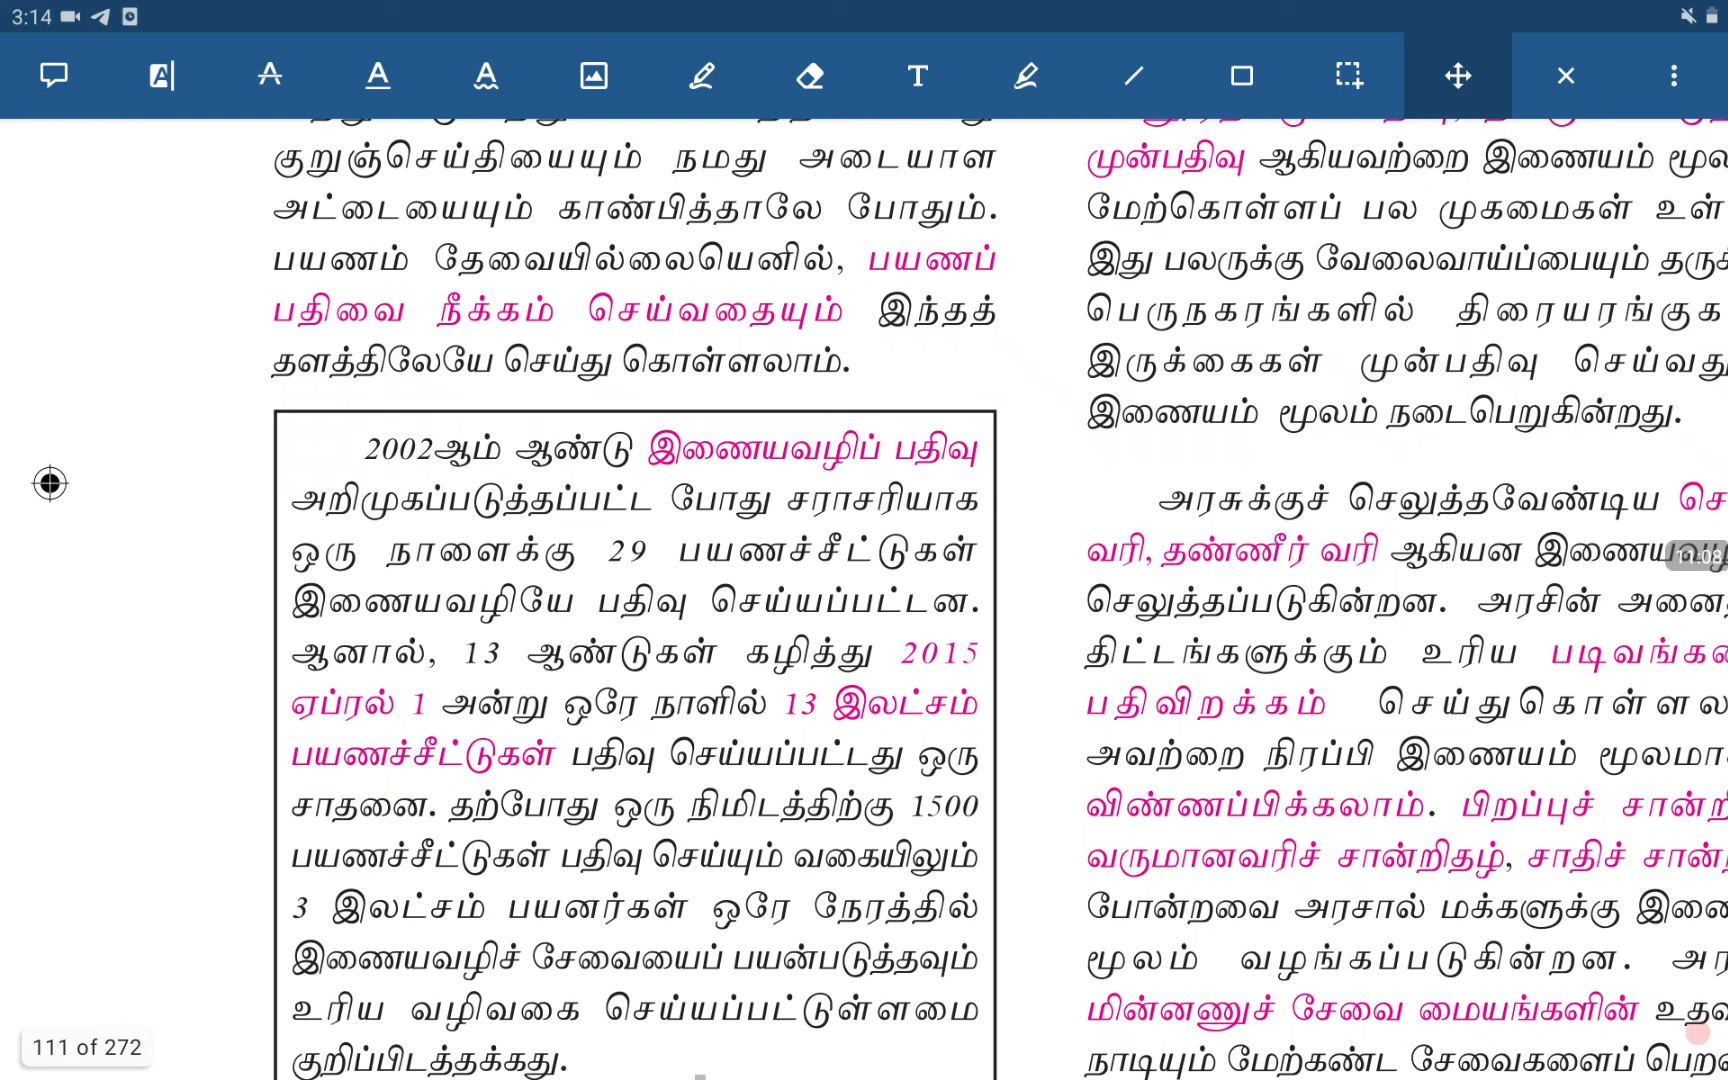 3:14
குறுஞ்செய்தியையும் நமது அடையாள
அட்டையையும் காண்பித்தாலே போதும்.
பயணம் தேவையில்லையெனில், பயணப்
பதிவை நீக்கம் செய்வதையும் இந்தத்
தளத்திலேயே செய்து கொள்ளலாம்.
2002ஆம் ஆண்டு இணையவழிப் பதிவு
அறிமுகப்படுத்தப்பட்ட போது சராசரியாக
ஒரு நாளைக்கு 29 பயணச்சீட்டுகள்
இணையவழியே பதிவு செய்யப்பட்டன.
ஆனால், 13 ஆண்டுகள் கழித்து 2015
ஏப்ரல் 1 அன்று ஒரே நாளில் 13 இலட்சம்
பயணச்சீட்டுகள் பதிவு செய்யப்பட்டது ஒரு
சாதனை. தற்போது ஒரு நிமிடத்திற்கு 1500
பயணச்சீட்டுகள் பதிவு செய்யும் வகையிலும்
3 இலட்சம் பயனர்கள் ஒரே நேரத்தில்
இணையவழிச் சேவையைப் பயன்படுத்தவும்
உரிய வழிவகை செய்யப்பட்டுள்ளமை
குறிப்பிடத்தக்கது.
முன்பதிவு ஆகியவற்றை இணையம்
மேற்கொள்ளப் பல முகமைகள்
இது பலருக்கு வேலைவாய்ப்பையும்
பெருநகரங்களில்
இருக்கைகள் முன்பதிவு செய்வது
இணையம் மூலம் நடைபெறுகின்றது.
அரசுக்குச் செலுத்தவேண்டிய
வரி, தண்ணீர் வரி ஆகியன
செலுத்தப்படுகின்றன. அரசின்
திட்டங்களுக்கும் உரிய
பதிவிறக்கம்
அவற்றை நிரப்பி இணையம்
விண்ணப்பிக்கலாம். பிறப்புச்
வருமானவரிச் சான்றிதழ், சாதிச்
போன்றவை அரசால் மக்களுக்கு
மூலம் வழங்கப்படுகின்றன.
மின்னணுச் சேவை மையங்களின்
நாடியும் மேற்கண்ட சேவைகளைப்
11:08
111 of 272